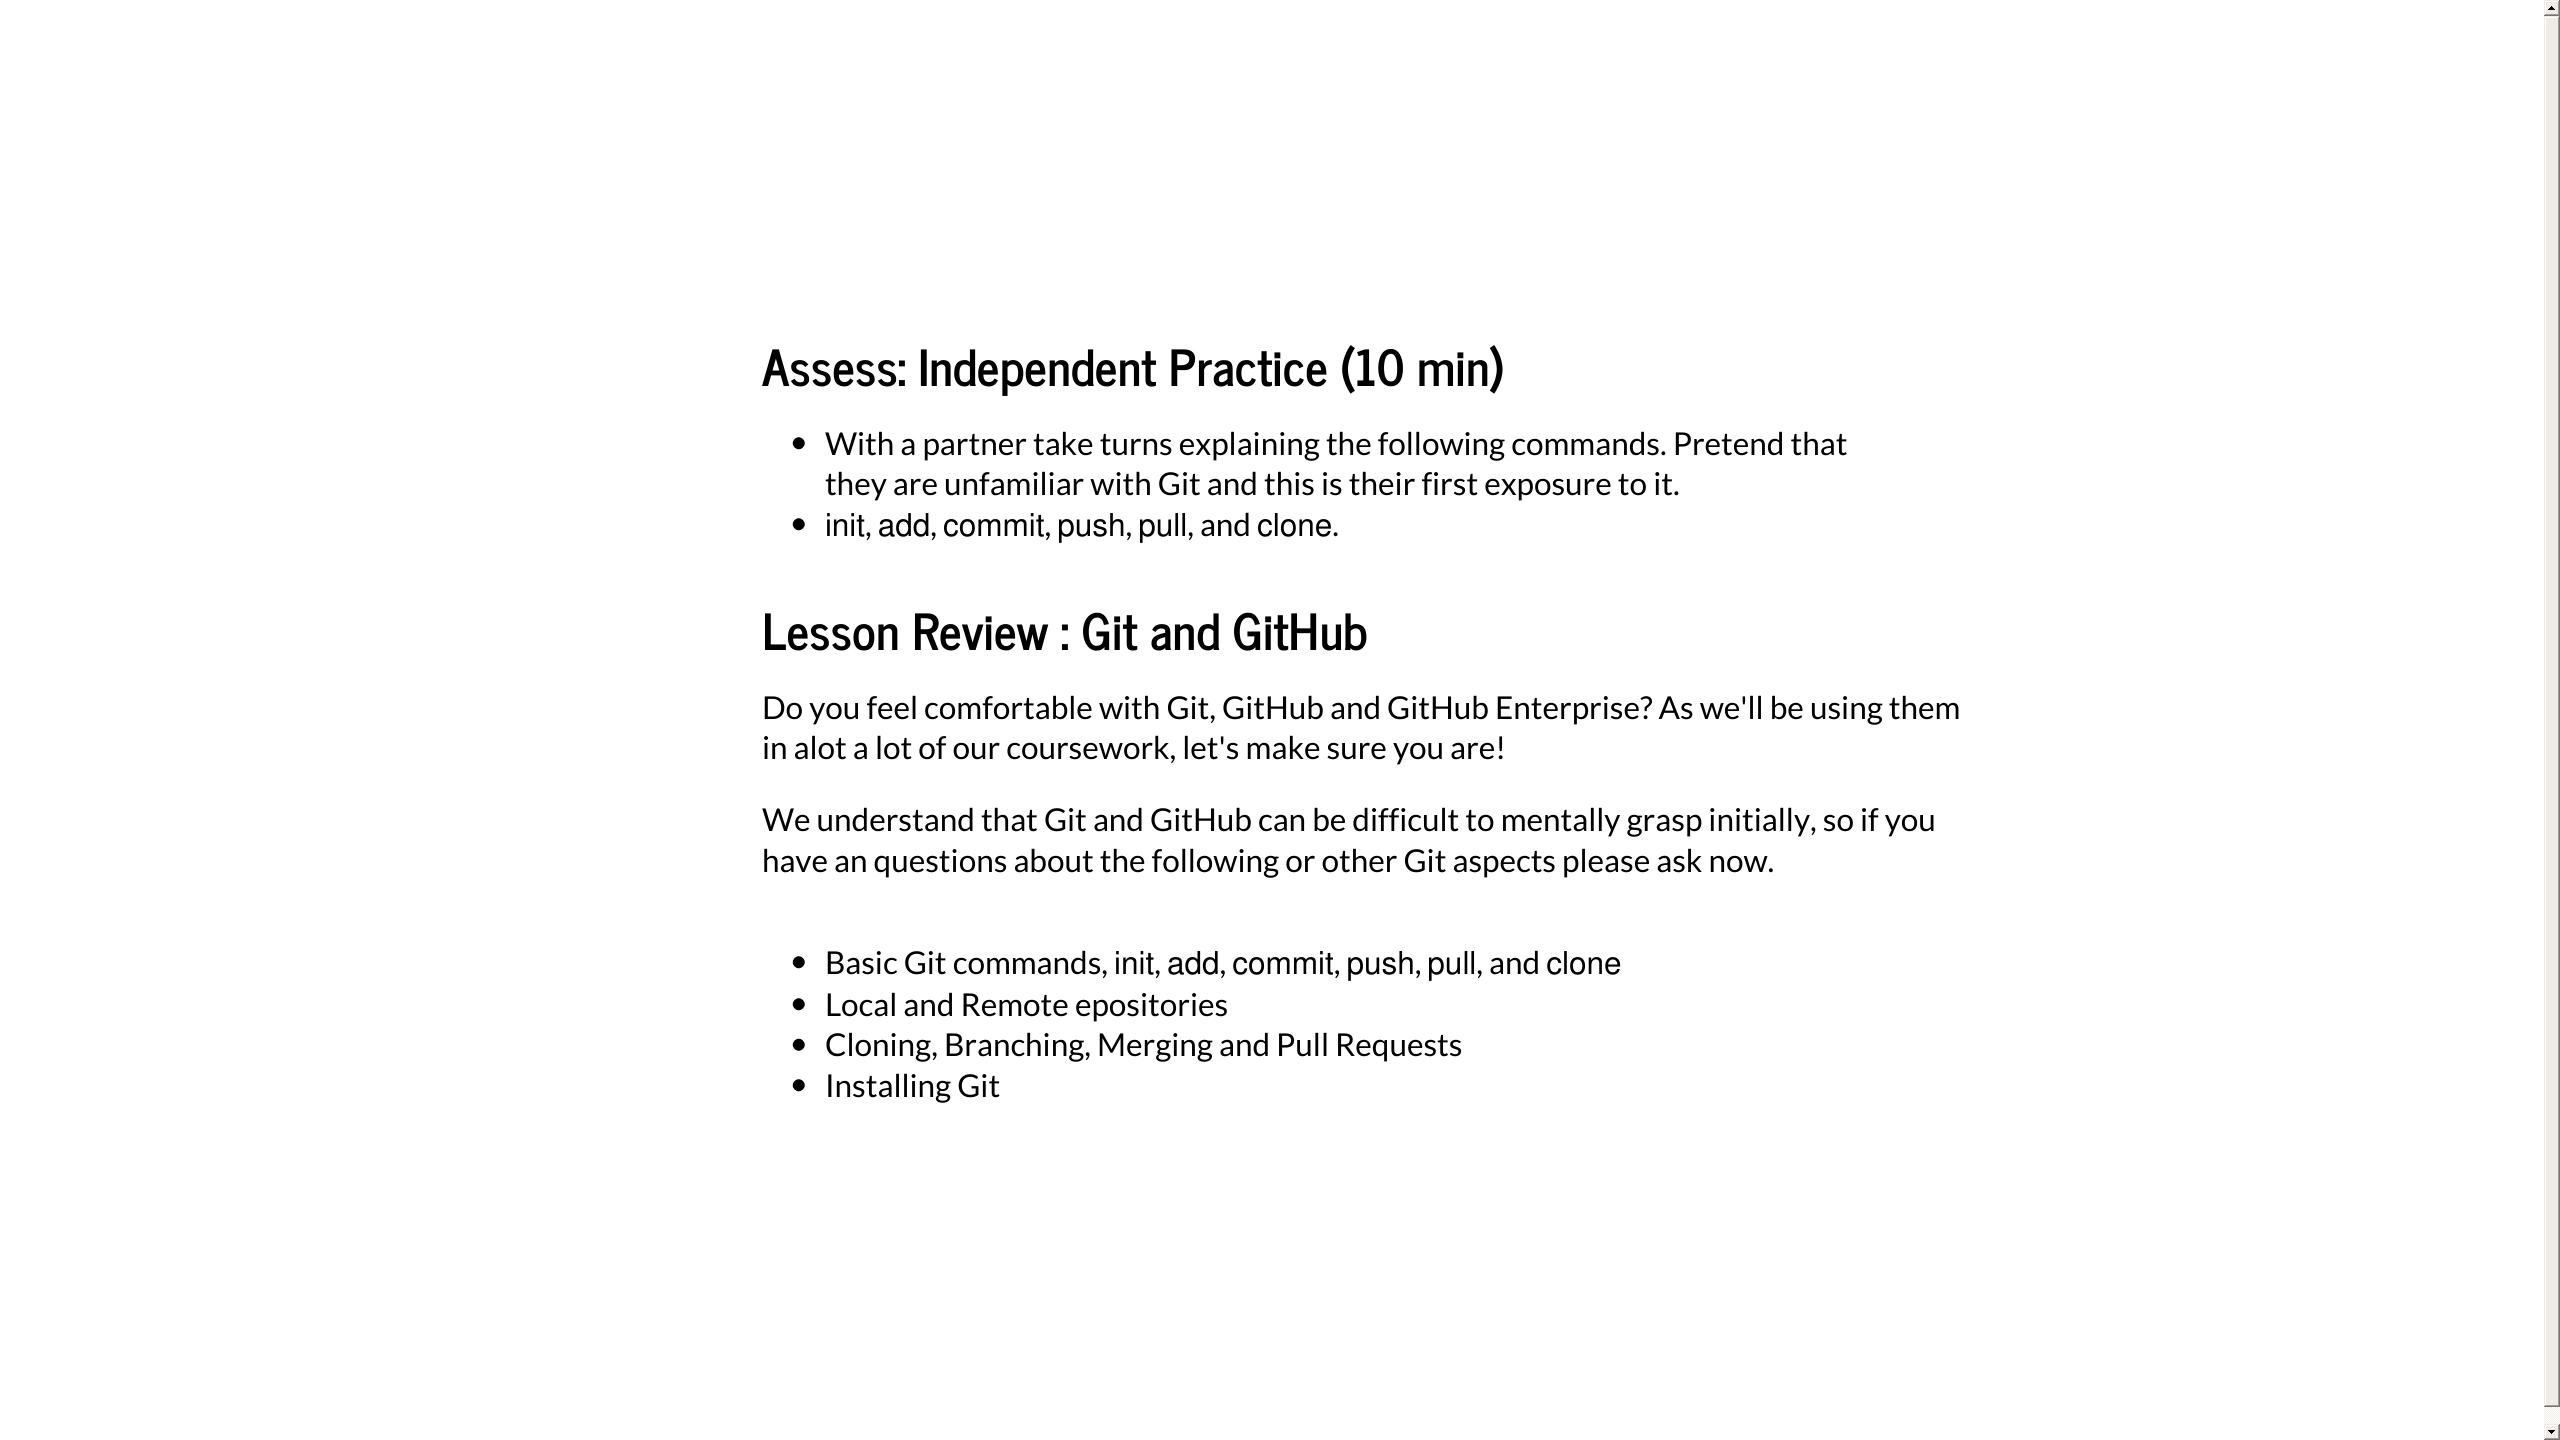 Assess: Independent Practice (10 min)
With a partner take turns explaining the following commands. Pretend that
they are unfamiliar with Git and this is their first exposure to it.
init, add, commit, push, pull, and clone.
Lesson Review : Git and GitHub
Do you feel comfortable with Git, GitHub and GitHub Enterprise? As we'll be using them
in alot a lot of our coursework, let's make sure you are!
We understand that Git and GitHub can be difficult to mentally grasp initially, so if you
have an questions about the following or other Git aspects please ask now.
Basic Git commands, init, add, commit, push, pull, and clone
Local and Remote epositories
Cloning, Branching, Merging and Pull Requests
Installing Git